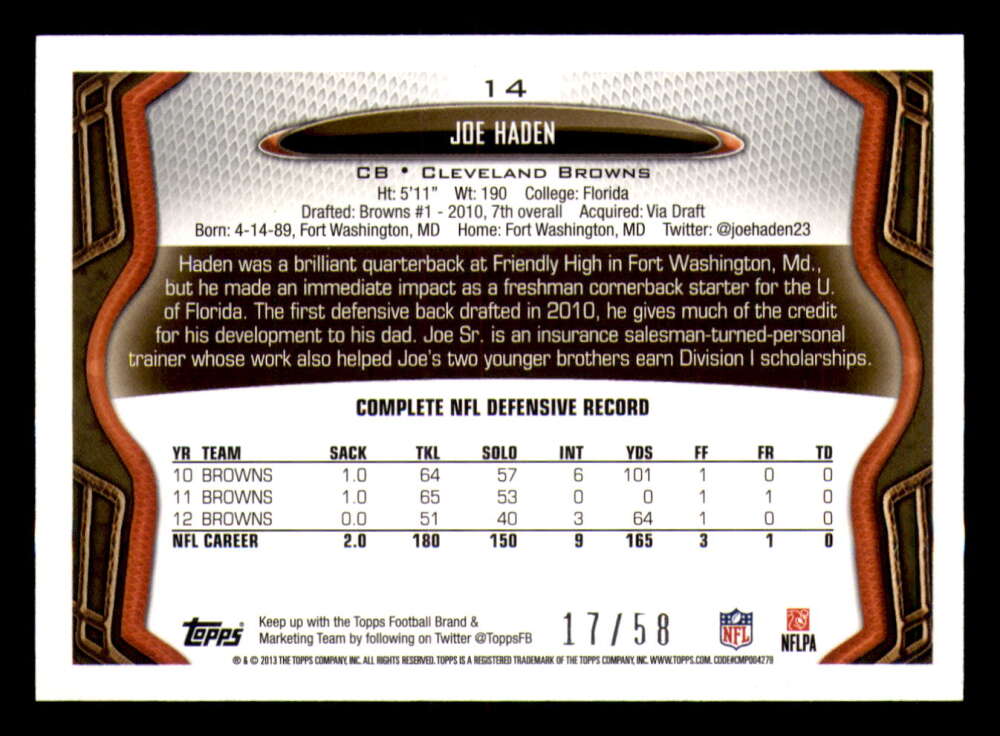 14
JOE HADEN
CB • CLEVELAND BROWNS
Ht: 5'11" Wt: 190 College: Florida
Drafted: Browns #1 - 2010, 7th overall Acquired: Via Draft
Born: 4-14-89, Fort Washington, MD Home: Fort Washington, MD Twitter: @joehaden23
Haden was a brilliant quarterback at Friendly High in Fort Washington, Md.,
but he made an immediate impact as a freshman cornerback starter for the U.
of Florida. The first defensive back drafted in 2010, he gives much of the credit
for his development to his dad. Joe Sr. is an insurance salesman-turned-personal
trainer whose work also helped Joe's two younger brothers earn Division I scholarships.
COMPLETE NFL DEFENSIVE RECORD
YR TEAM SACK TKL SOLO INT YDS FF FR TD
10 BROWNS 1.0 64 57 6 101 1 0 0
11 BROWNS 1.0 65 53 0 0 1 1 0
12 BROWNS 0.0 51 40 3 64 1 0 0
NFL CAREER 2.0 180 150 9 165 3 1 0
Topps
Keep up with the Topps Football Brand &
Marketing Team by following on Twitter @ToppsFB
17/58
NFL
NFLPA
® & © 2013 THE TOPPS COMPANY, INC. ALL RIGHTS RESERVED. TOPPS IS A REGISTERED TRADEMARK OF THE TOPPS COMPANY, INC. WWW.TOPPS.COM. CODE#CMP004279